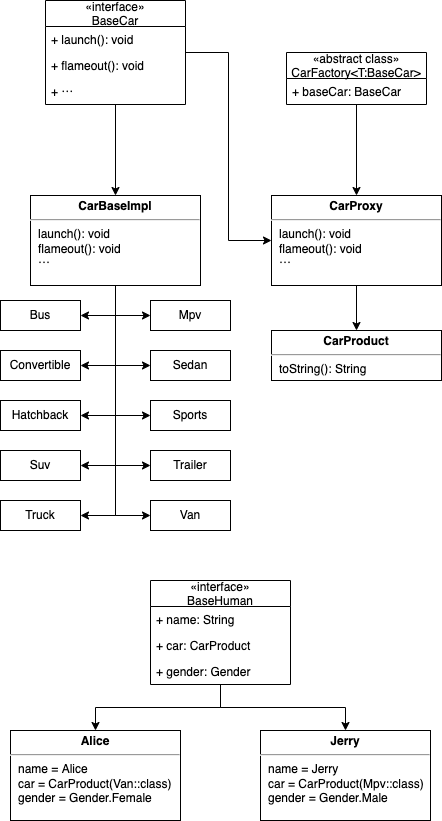 «interface»
BaseCar
+ launch(): void
+ flameout(): void
+ ...
«abstract class»
CarFactory<T:BaseCar>
+ baseCar: BaseCar
CarBaseImpl
launch(): void
flameout(): void
...
CarProxy
launch(): void
flameout(): void
...
CarProduct
toString(): String
Bus
Mpv
Convertible
Sedan
Hatchback
Sports
Suv
Trailer
Truck
Van
«interface»
BaseHuman
+ name: String
+ car: CarProduct
+ gender: Gender
Alice
name = Alice
car = CarProduct(Van::class)
gender = Gender.Female
Jerry
name = Jerry
car = CarProduct(Mpv::class)
gender = Gender.Male